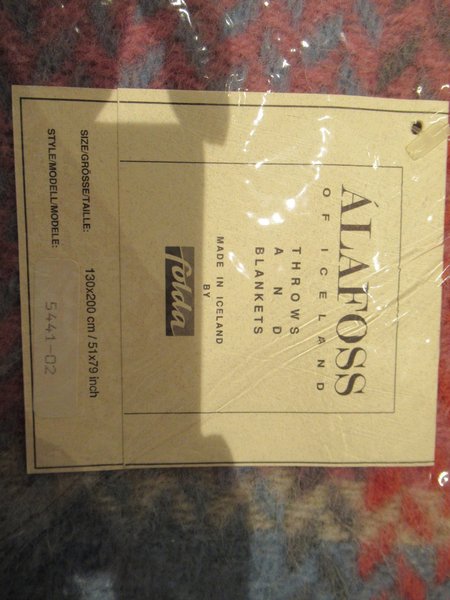 ÁLAFOSS
OF ICELAND
THROWS
AND
BLANKETS
MADE IN ICELAND
BY
folda
SIZE/GRÖSSE/TAILLE: 130x200 cm / 51x79 inch
STYLE/MODELL/MODELE: 5441-02